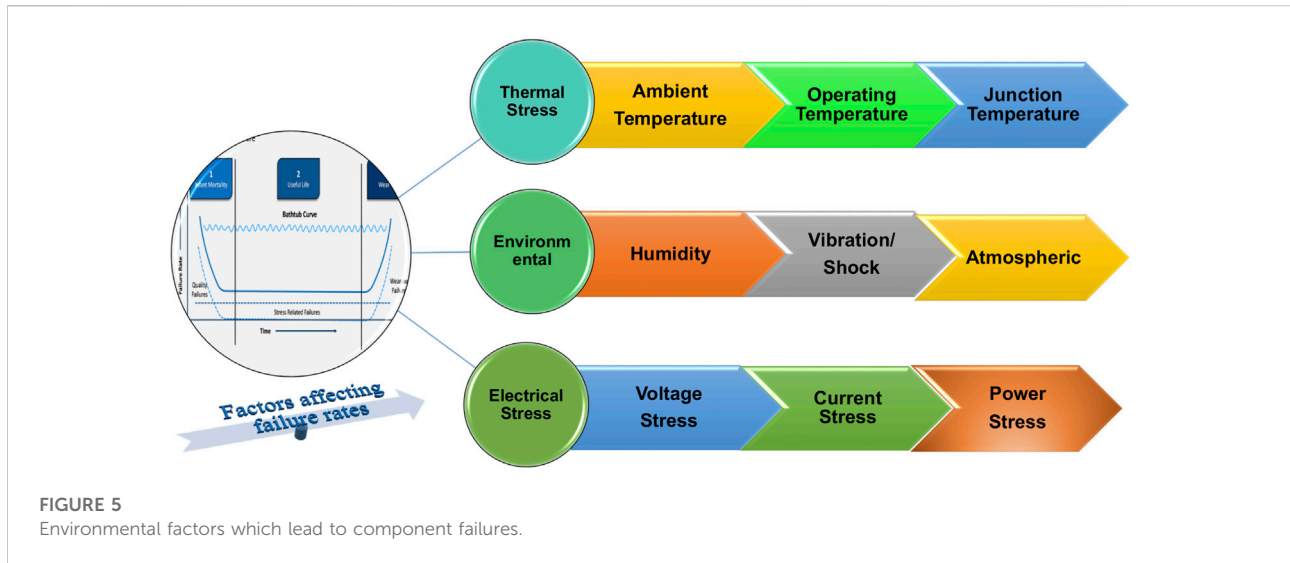 Thermal
Stress
Ambient
Temperature
Operating
Temperature
Junction
Temperature
1
2
Useful Life
Wear
Bathtub Curve
Failure Rate
Quality
Failures
Stress Related Failures
Time
Environm
ental
Humidity
Vibration/
Shock
Atmospheric
Factors affecting
failure rates
Electrical
Stress
Voltage
Stress
Current
Stress
Power
Stress
FIGURE 5
Environmental factors which lead to component failures.